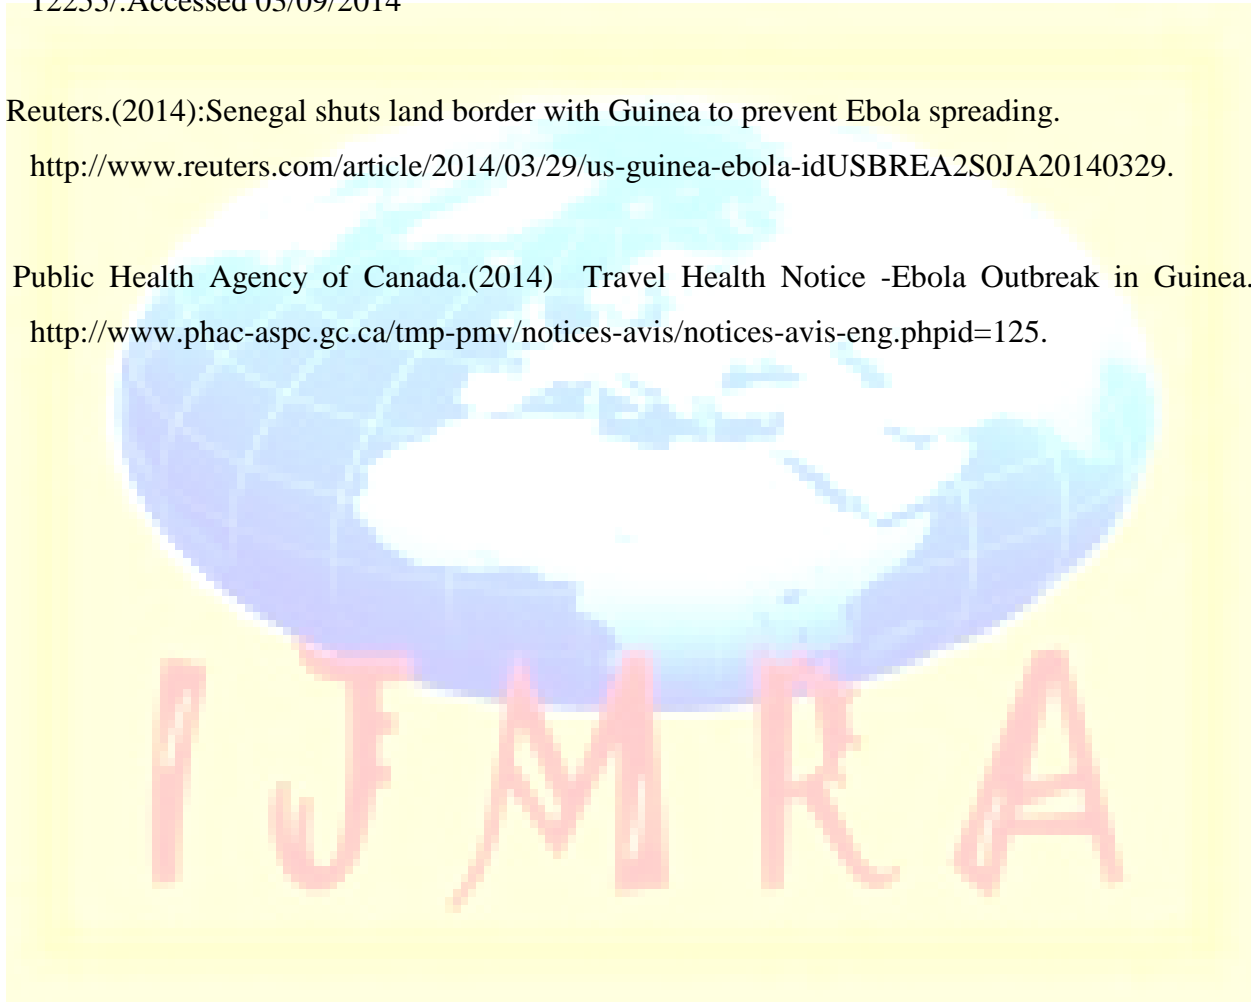 12255/.Accessed 03/09/2014
Reuters.(2014):Senegal shuts land border with Guinea to prevent Ebola spreading.
http://www.reuters.com/article/2014/03/29/us-guinea-ebola-idUSBREA2S0JA20140329.
Public Health Agency of Canada.(2014) Travel Health Notice -Ebola Outbreak in Guinea.
http://www.phac-aspc.gc.ca/tmp-pmv/notices-avis/notices-avis-eng.phpid=125.
IJMRA